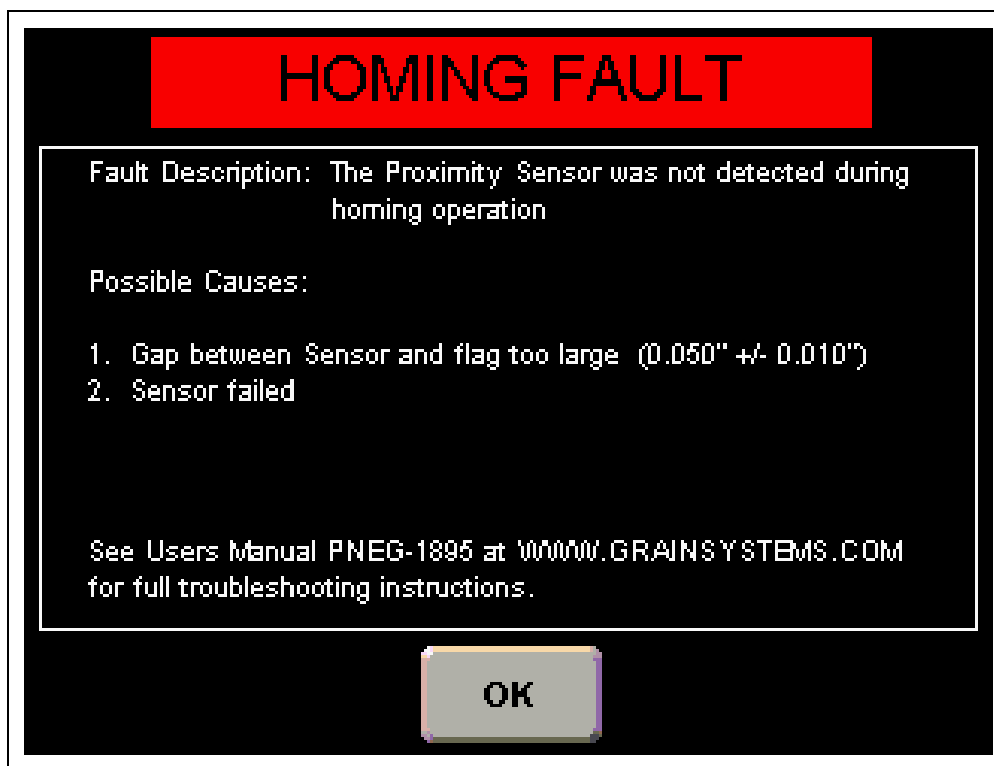 HOMING FAULT
Fault Description: The Proximity Sensor was not detected during
homing operation
Possible Causes:
1. Gap between Sensor and flag too large (0.050" +/- 0.010")
2. Sensor failed
See Users Manual PNEG-1895 at WWW.GRAINSYSTEMS.COM
for full troubleshooting instructions.
OK